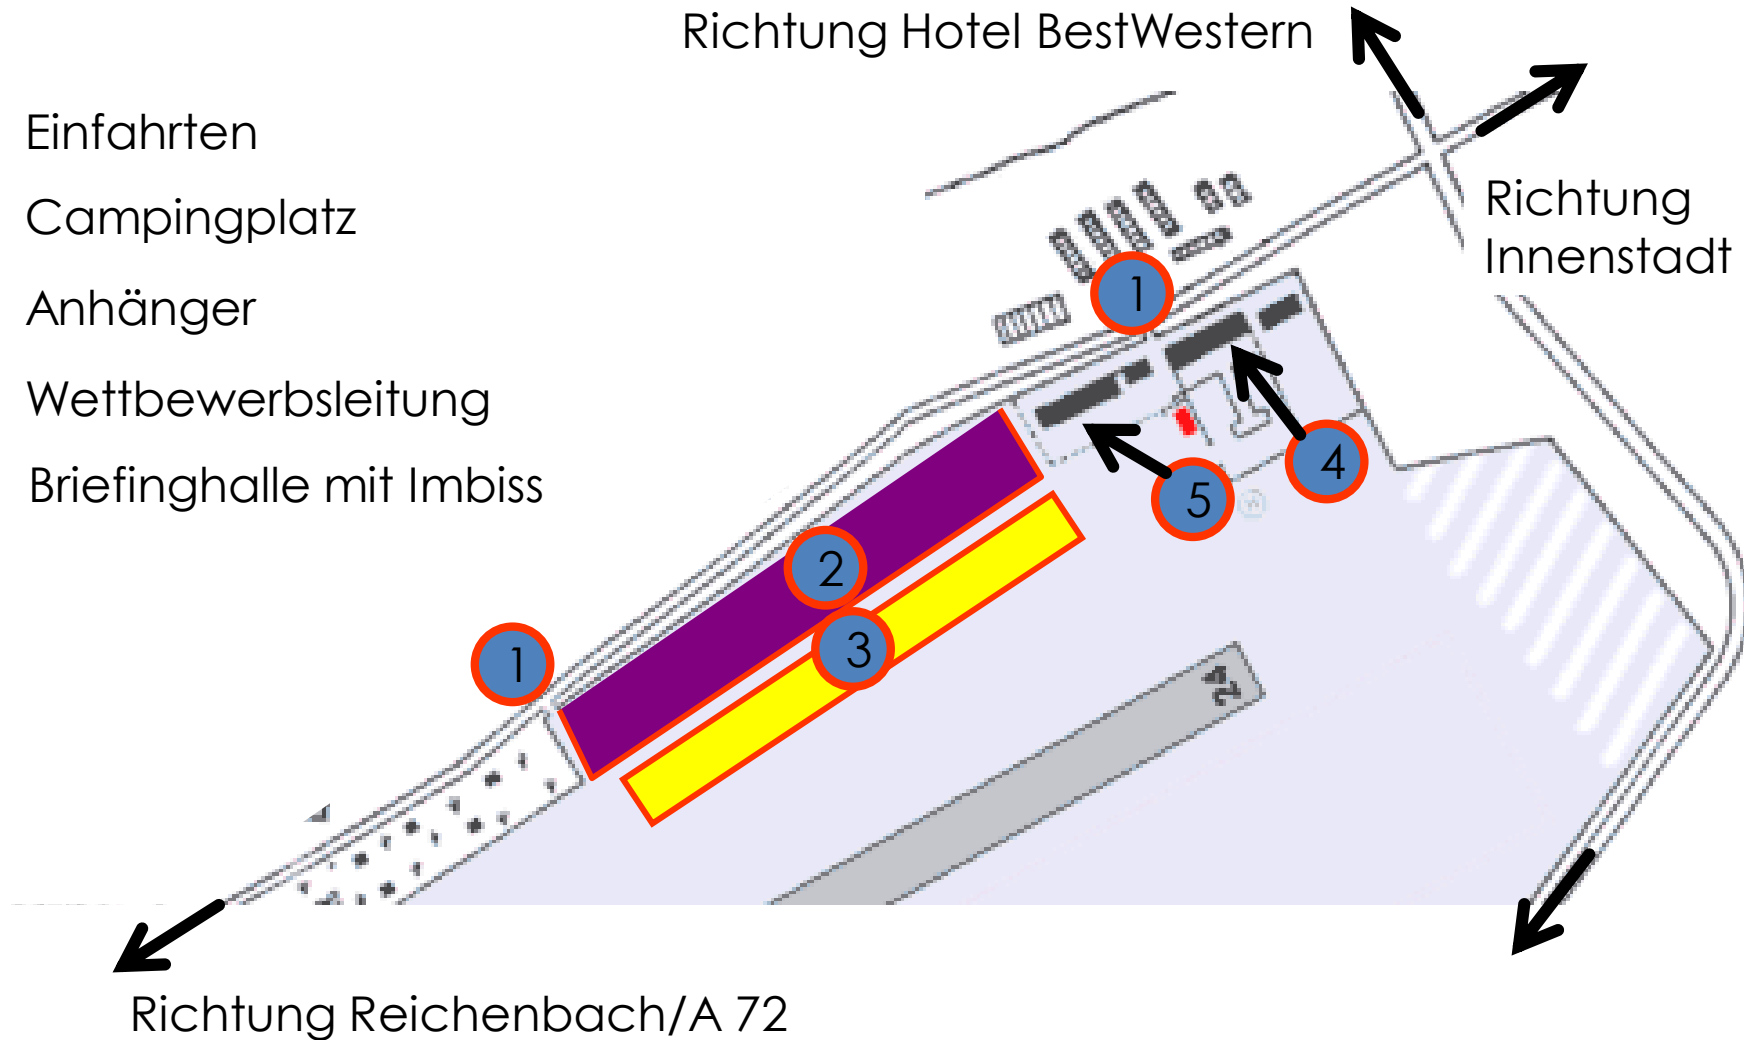 Richtung Hotel BestWestern
Einfahrten
Campingplatz
Anhänger
Wettbewerbsleitung
Briefinghalle mit Imbiss
Richtung
Innenstadt
1
4
5
2
3
1
24
Richtung Reichenbach/A 72